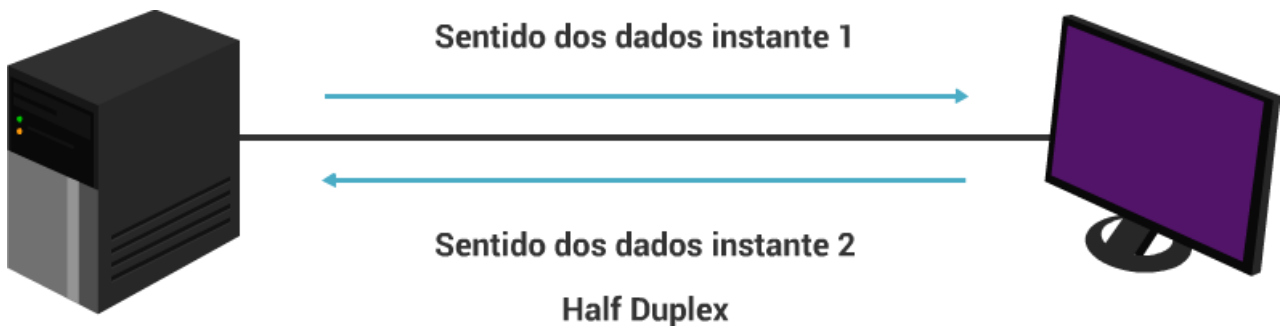 Sentido dos dados instante 1
Sentido dos dados instante 2
Half Duplex